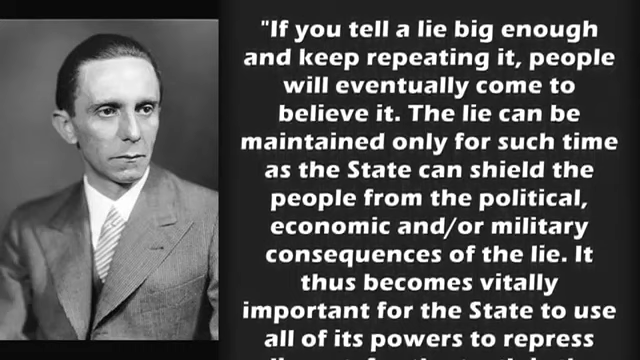 "If you tell a lie big enough
and keep repeating it, people
will eventually come to
believe it. The lie can be
maintained only for such time
as the State can shield the
people from the political,
economic and/or military
consequences of the lie. It
thus becomes vitally
important for the State to use
all of its powers to repress